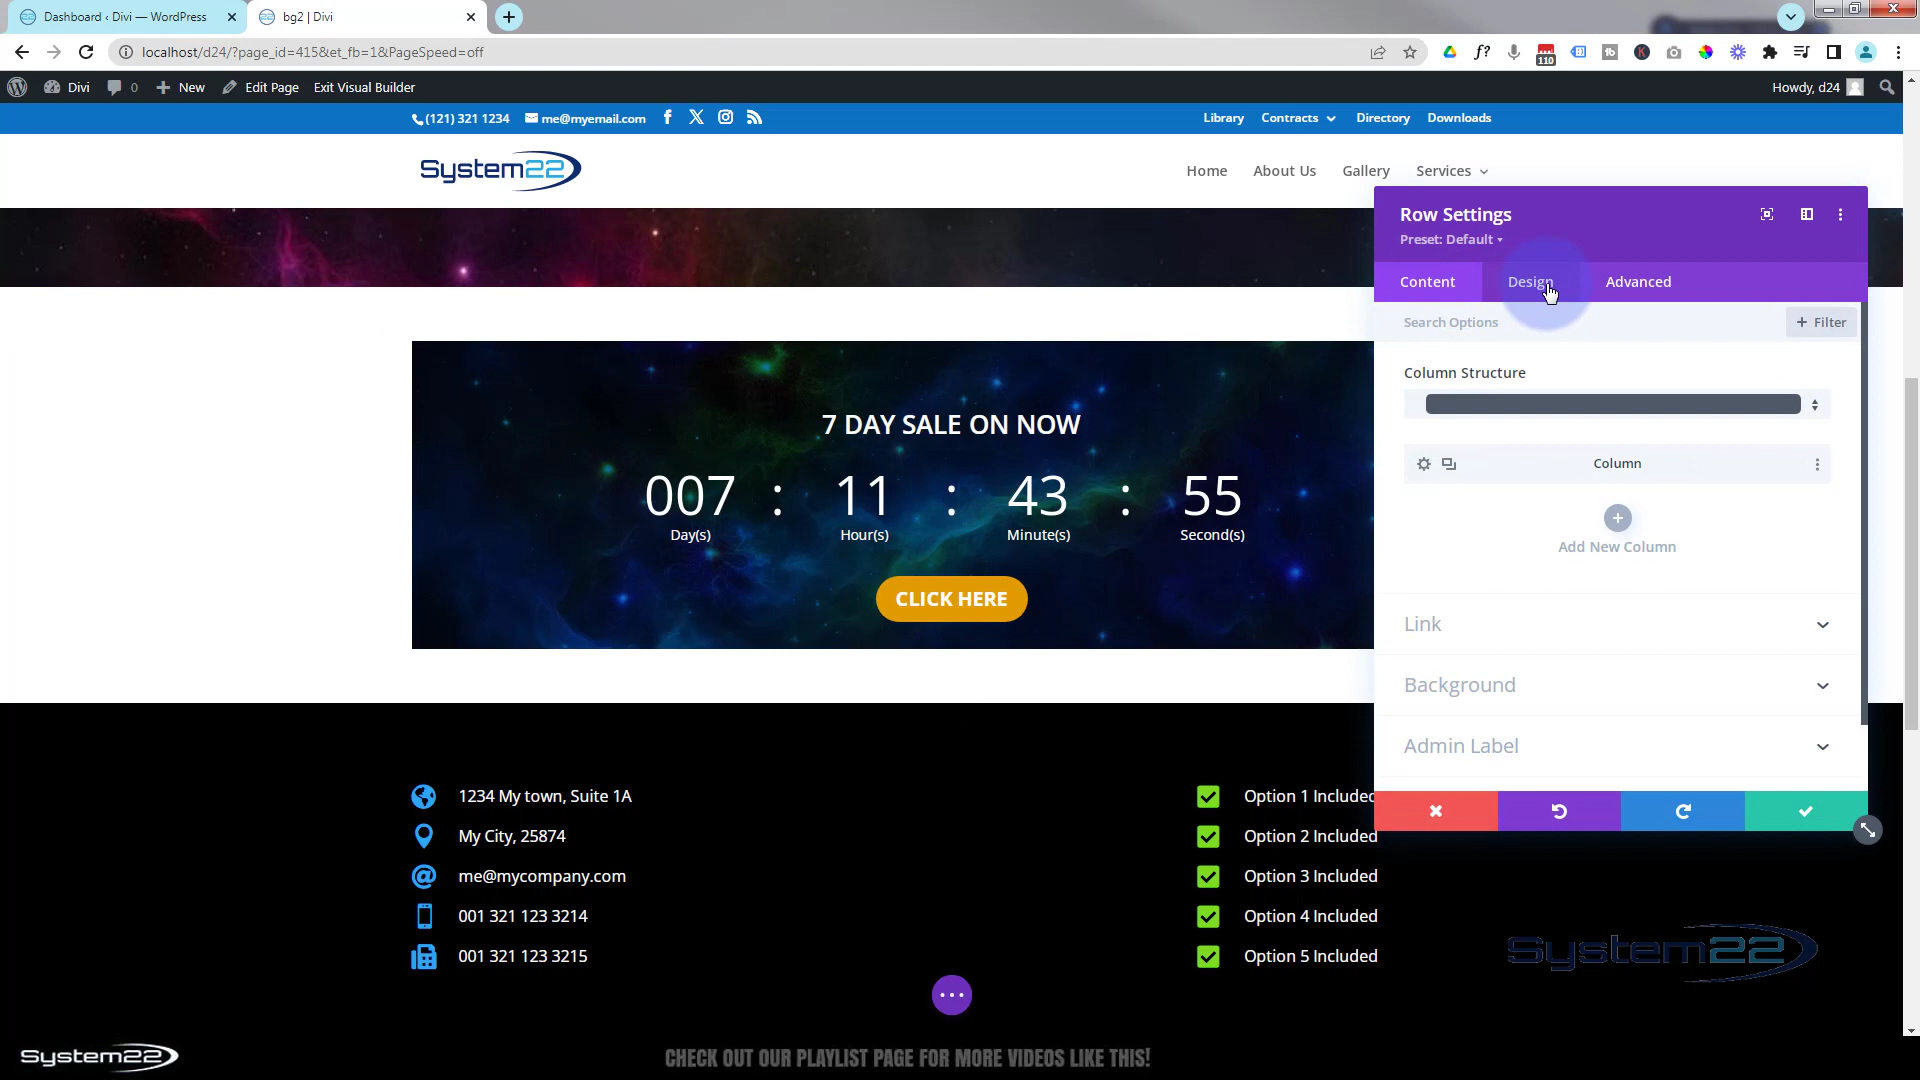 Dashboard ‹ Divi — WordPress
bg2 | Divi
localhost/d24/?page_id=415&et_fb=1&PageSpeed=off
110
Divi
0
New
Edit Page
Exit Visual Builder
Howdy, d24
(121) 321 1234
me@myemail.com
Library
Contracts
Directory
Downloads
System22
Home
About Us
Gallery
Services
Row Settings
Preset: Default
Content
Design
Advanced
Search Options
+ Filter
Column Structure
Column
Add New Column
Link
Background
Admin Label
7 DAY SALE ON NOW
007 : 11 : 43 : 55
Day(s)
Hour(s)
Minute(s)
Second(s)
CLICK HERE
1234 My town, Suite 1A
My City, 25874
me@mycompany.com
001 321 123 3214
001 321 123 3215
Option 1 Included
Option 2 Included
Option 3 Included
Option 4 Included
Option 5 Included
System22
System22
CHECK OUT OUR PLAYLIST PAGE FOR MORE VIDEOS LIKE THIS!